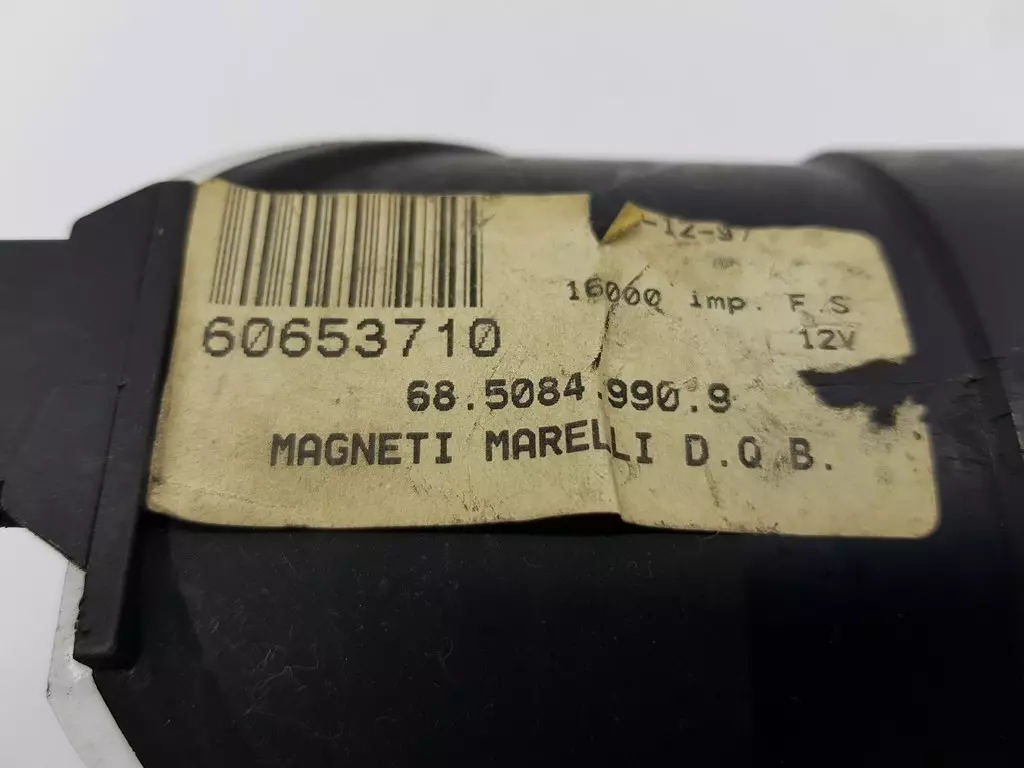 -12-97
16000 imp. F.S
12V
60653710
68.5084.990.9
MAGNETI MARELLI D.Q B.